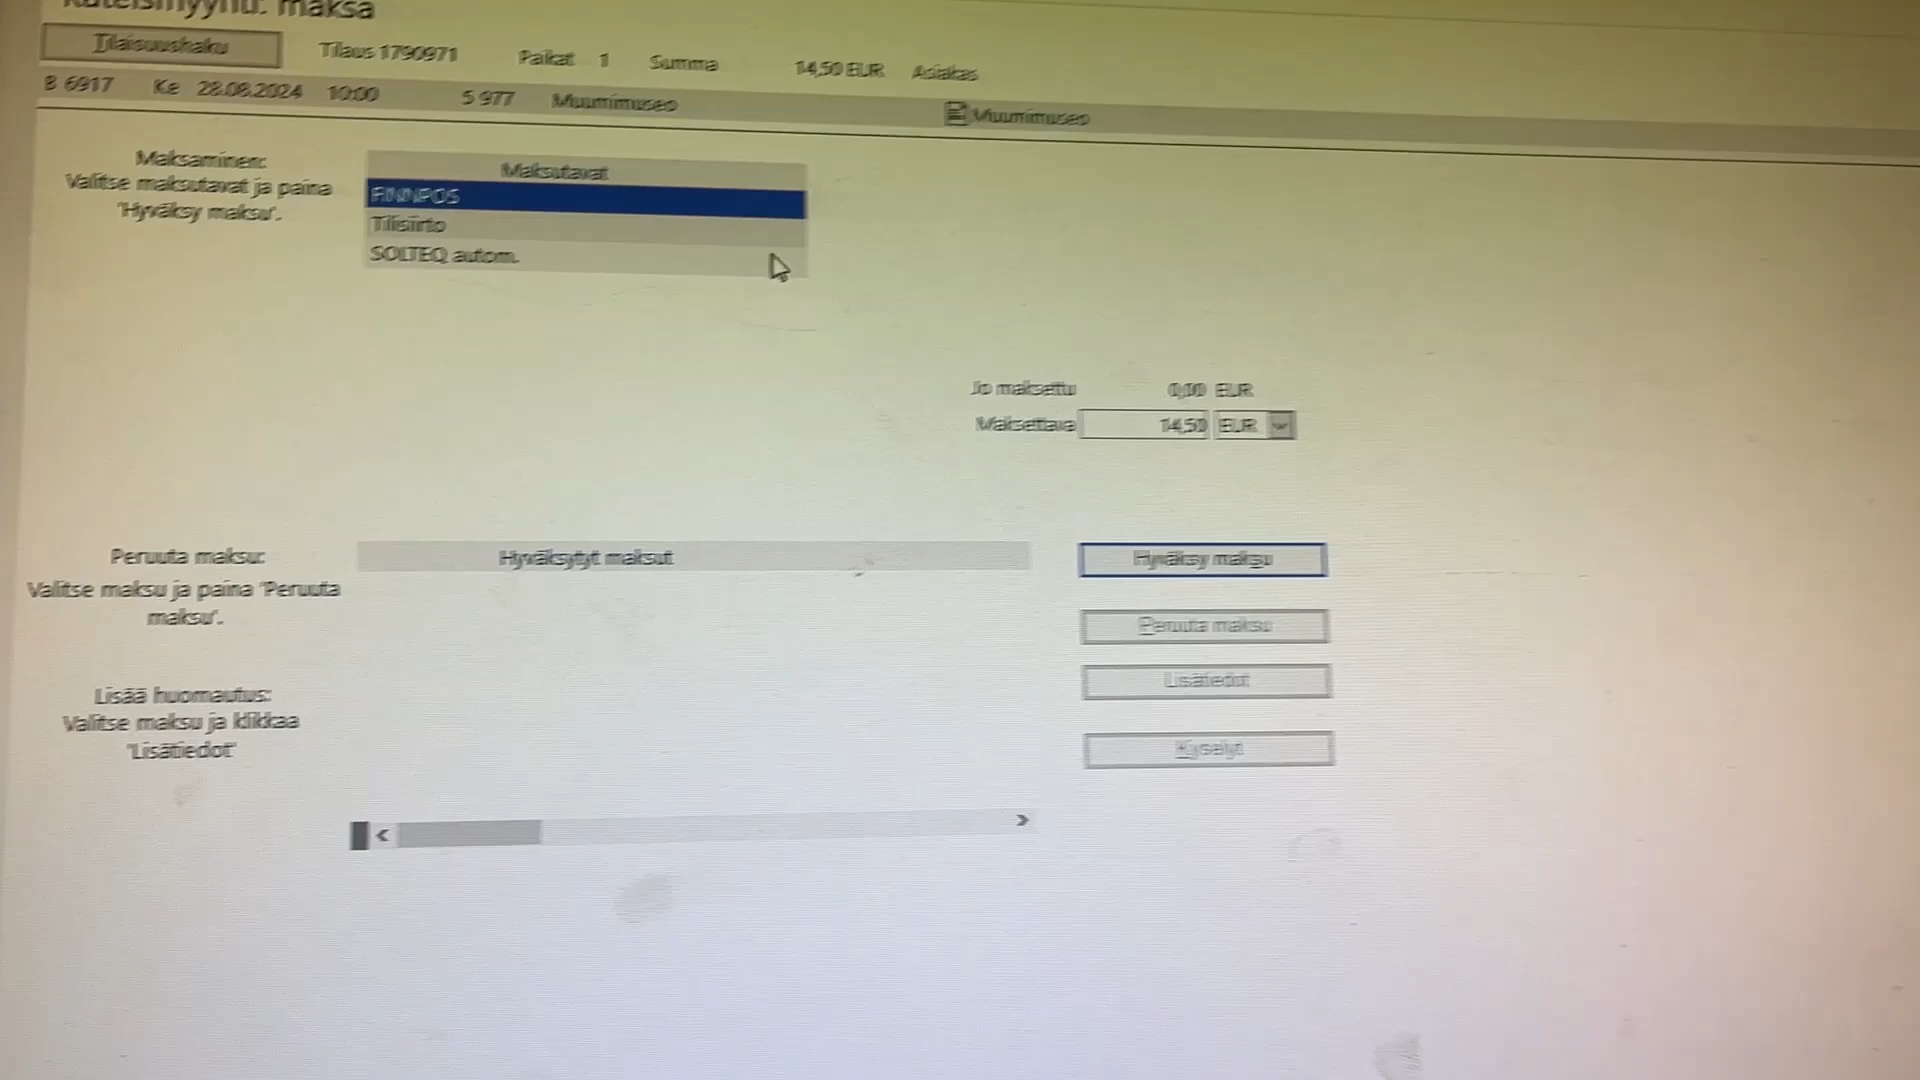 Käteismyynti: maksa
Tilaisuushaku Tilaus 1790971 Paikat 1 Summa 14,50 EUR Asiakas
B 6917 Ke 28.08.2024 10:00 5 977 Muumimuseo Muumimuseo
Maksaminen:
Valitse maksutavat ja paina
'Hyväksy maksu'.
Maksutavat
FINNPOS
Tilisiirto
SOLTEQ autom.
Jo maksettu 0,00 EUR
Maksettava 14,50 EUR
Peruuta maksu:
Valitse maksu ja paina 'Peruuta
maksu'.
Hyväksytyt maksut
Hyväksy maksu
Peruuta maksu
Lisätiedot
Kyselyt
Lisää huomautus:
Valitse maksu ja klikkaa
'Lisätiedot'